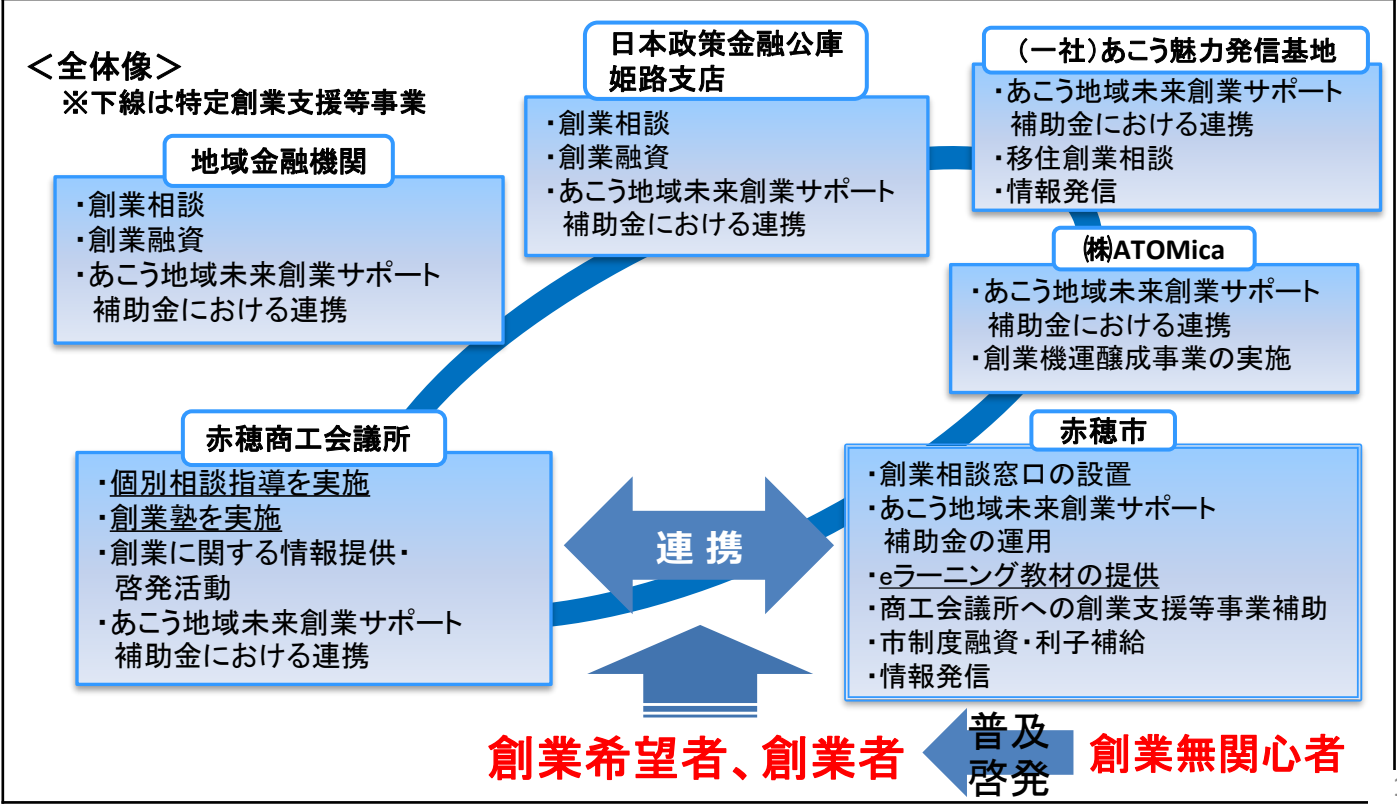 ＜全体像＞
※下線は特定創業支援等事業
地域金融機関
・創業相談
・創業融資
・あこう地域未来創業サポート
補助金における連携
日本政策金融公庫
姫路支店
・創業相談
・創業融資
・あこう地域未来創業サポート
補助金における連携
（一社）あこう魅力発信基地
・あこう地域未来創業サポート
補助金における連携
・移住創業相談
・情報発信
㈱ATOMica
・あこう地域未来創業サポート
補助金における連携
・創業機運醸成事業の実施
赤穂商工会議所
・個別相談指導を実施
・創業塾を実施
・創業に関する情報提供・
啓発活動
・あこう地域未来創業サポート
補助金における連携
連 携
赤穂市
・創業相談窓口の設置
・あこう地域未来創業サポート
補助金の運用
・eラーニング教材の提供
・商工会議所への創業支援等事業補助
・市制度融資・利子補給
・情報発信
創業希望者、創業者
普及
啓発
創業無関心者